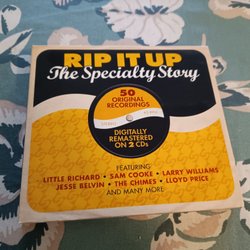 RIP IT UP
The Specialty Story
50
ORIGINAL
RECORDINGS
DIGITALLY
REMASTERED
ON 2 CDs
FEATURING
LITTLE RICHARD • SAM COOKE • LARRY WILLIAMS
JESSE BELVIN • THE CHIMES • LLOYD PRICE
AND MANY MORE